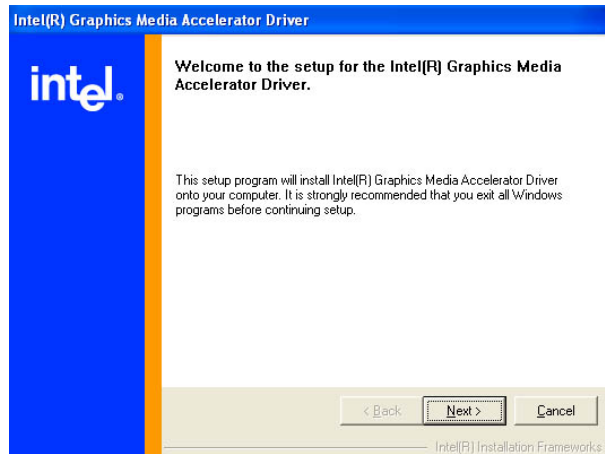 Intel(R) Graphics Media Accelerator Driver
intel.
Welcome to the setup for the Intel(R) Graphics Media
Accelerator Driver.
This setup program will install Intel(R) Graphics Media Accelerator Driver
onto your computer. It is strongly recommended that you exit all Windows
programs before continuing setup.
< Back
Next >
Cancel
Intel(R) Installation Frameworks